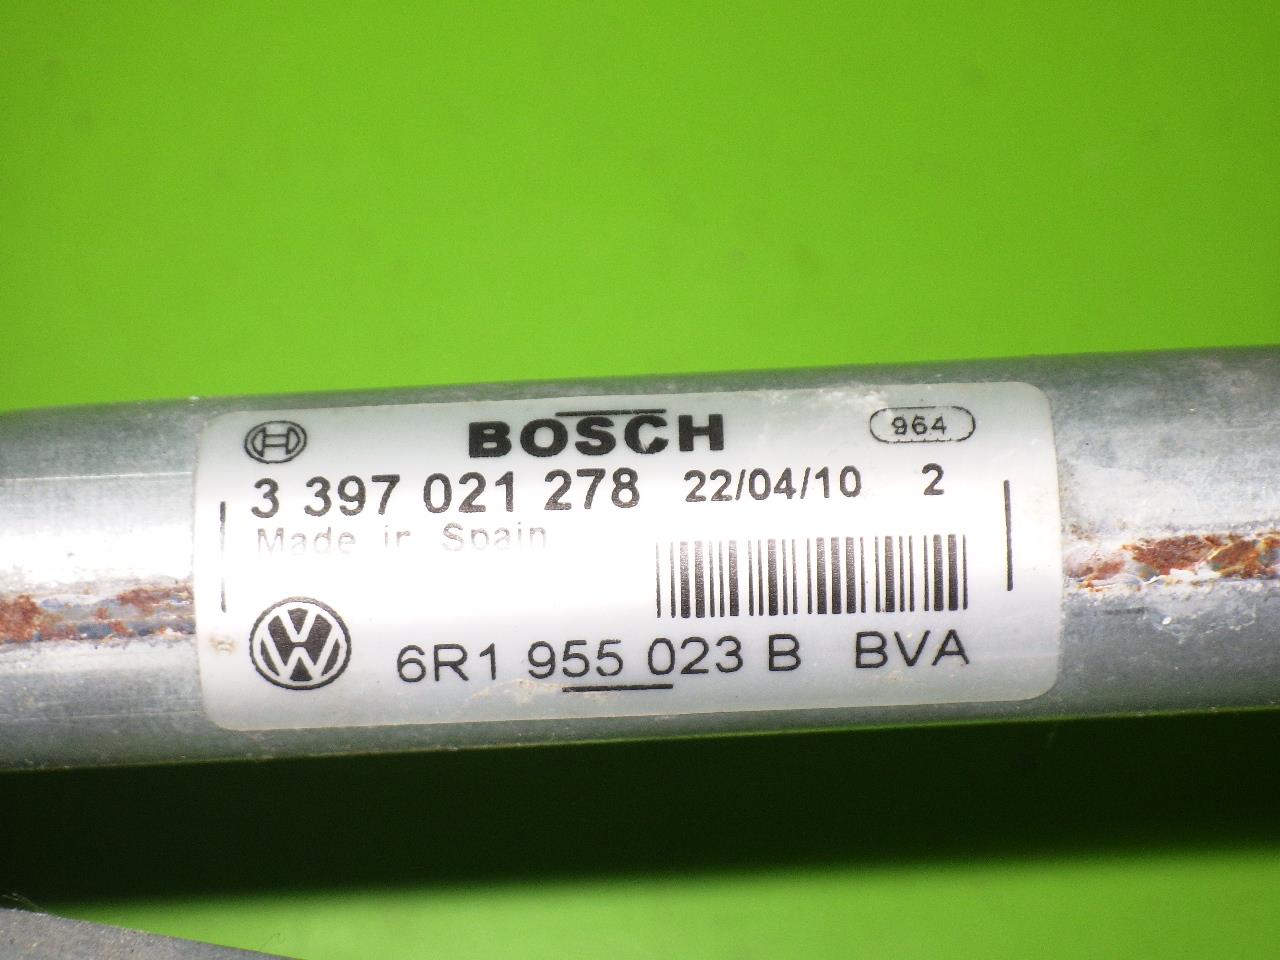 BOSCH 964
3 397 021 278 22/04/10 2
Made in Spain
6R1 955 023 B BVA